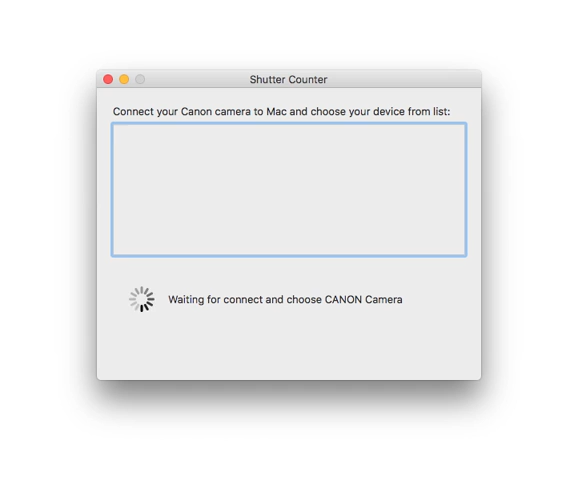 Shutter Counter
Connect your Canon camera to Mac and choose your device from list:
Waiting for connect and choose CANON Camera